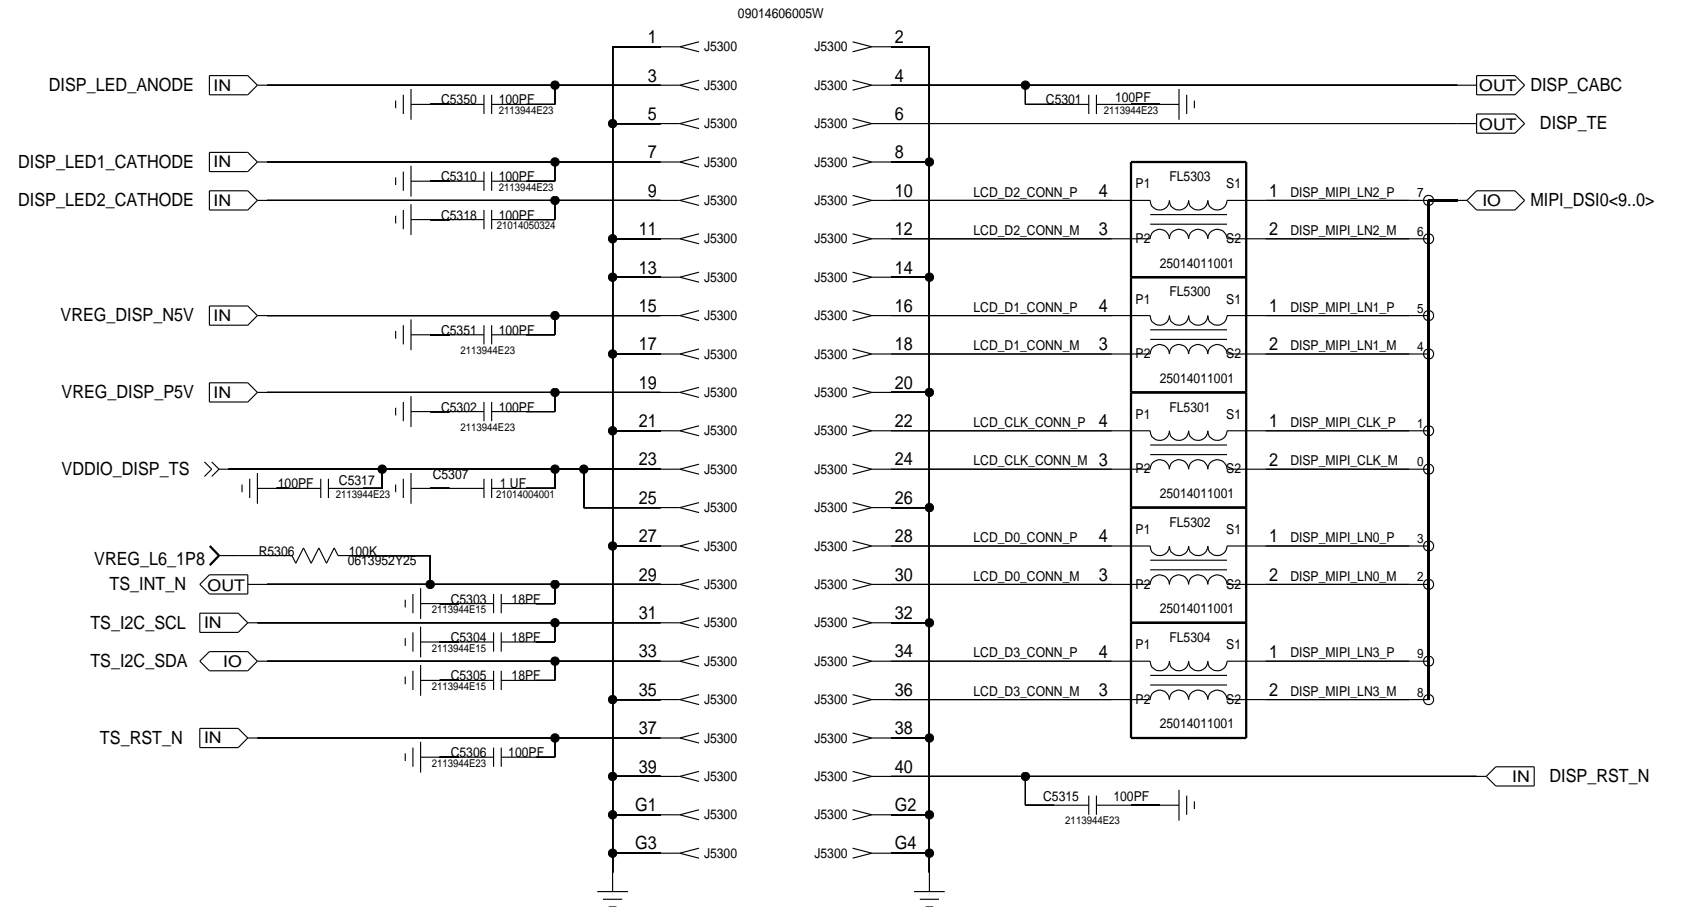 09014606005W
1 J5300 J5300 2
DISP_LED_ANODE IN 3 J5300 J5300 4 OUT DISP_CABC
C5350 100PF C5301 100PF
2113944E23 2113944E23
5 J5300 J5300 6 OUT DISP_TE
DISP_LED1_CATHODE IN 7 J5300 J5300 8
C5310 100PF FL5303
2113944E23 P1 S1
DISP_LED2_CATHODE IN 9 J5300 J5300 10 LCD_D2_CONN_P 4 1 DISP_MIPI_LN2_P 7 IO MIPI_DSI0<9..0>
C5318 100PF
21014050324
11 J5300 J5300 12 LCD_D2_CONN_M 3 P2 S2 2 DISP_MIPI_LN2_M 6
25014011001
13 J5300 J5300 14
FL5300
P1 S1
VREG_DISP_N5V IN 15 J5300 J5300 16 LCD_D1_CONN_P 4 1 DISP_MIPI_LN1_P 5
C5351 100PF
2113944E23
17 J5300 J5300 18 LCD_D1_CONN_M 3 P2 S2 2 DISP_MIPI_LN1_M 4
25014011001
VREG_DISP_P5V IN 19 J5300 J5300 20
C5302 100PF FL5301
2113944E23 P1 S1
21 J5300 J5300 22 LCD_CLK_CONN_P 4 1 DISP_MIPI_CLK_P 1
VDDIO_DISP_TS 23 J5300 J5300 24 LCD_CLK_CONN_M 3 P2 S2 2 DISP_MIPI_CLK_M 0
100PF C5317 C5307 1 UF
2113944E23 21014004001
25014011001
25 J5300 J5300 26
FL5302
P1 S1
27 J5300 J5300 28 LCD_D0_CONN_P 4 1 DISP_MIPI_LN0_P 3
VREG_L6_1P8 R5306 100K
0613952Y25
TS_INT_N OUT 29 J5300 J5300 30 LCD_D0_CONN_M 3 P2 S2 2 DISP_MIPI_LN0_M 2
C5303 18PF
2113944E15 25014011001
TS_I2C_SCL IN 31 J5300 J5300 32
C5304 18PF FL5304
2113944E15 P1 S1
TS_I2C_SDA IO 33 J5300 J5300 34 LCD_D3_CONN_P 4 1 DISP_MIPI_LN3_P 9
C5305 18PF
2113944E15
35 J5300 J5300 36 LCD_D3_CONN_M 3 P2 S2 2 DISP_MIPI_LN3_M 8
25014011001
TS_RST_N IN 37 J5300 J5300 38
C5306 100PF
2113944E23
39 J5300 J5300 40 IN DISP_RST_N
C5315 100PF
2113944E23
G1 J5300 J5300 G2
G3 J5300 J5300 G4